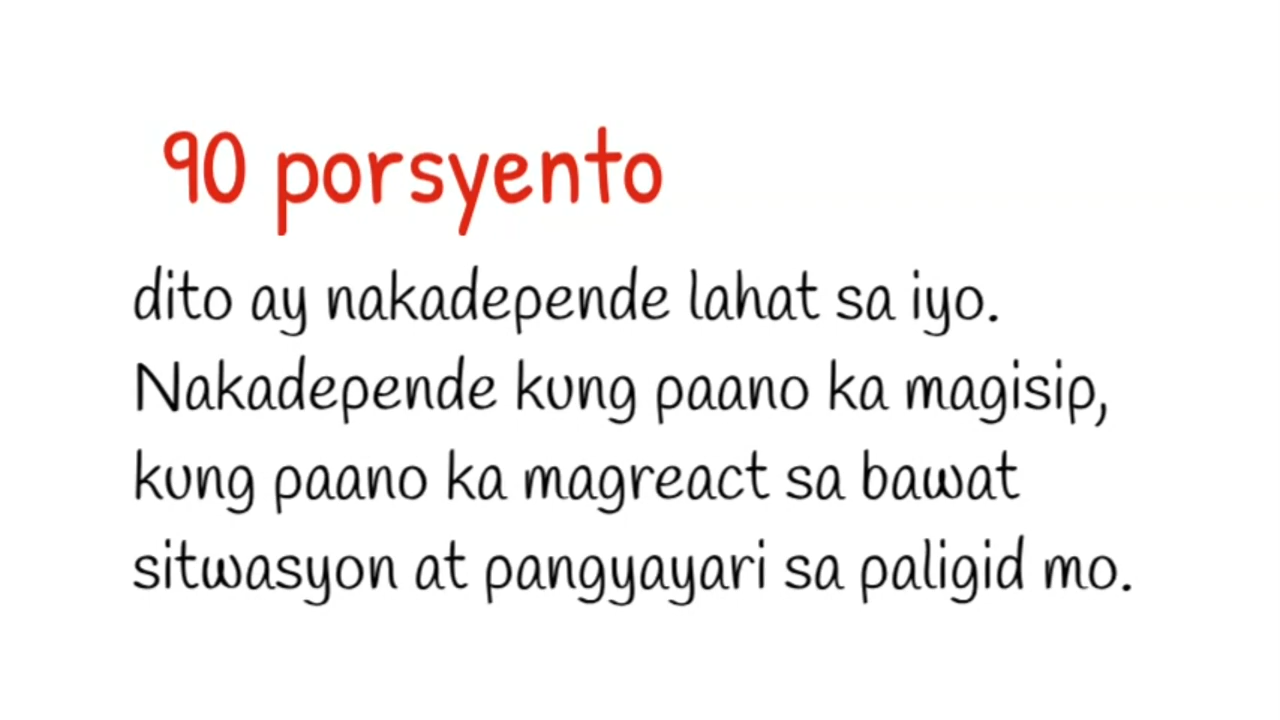 90 porsyento
dito ay nakadepende lahat sa iyo.
Nakadepende kung paano ka magisip,
kung paano ka magreact sa bawat
sitwasyon at pangyayari sa paligid mo.